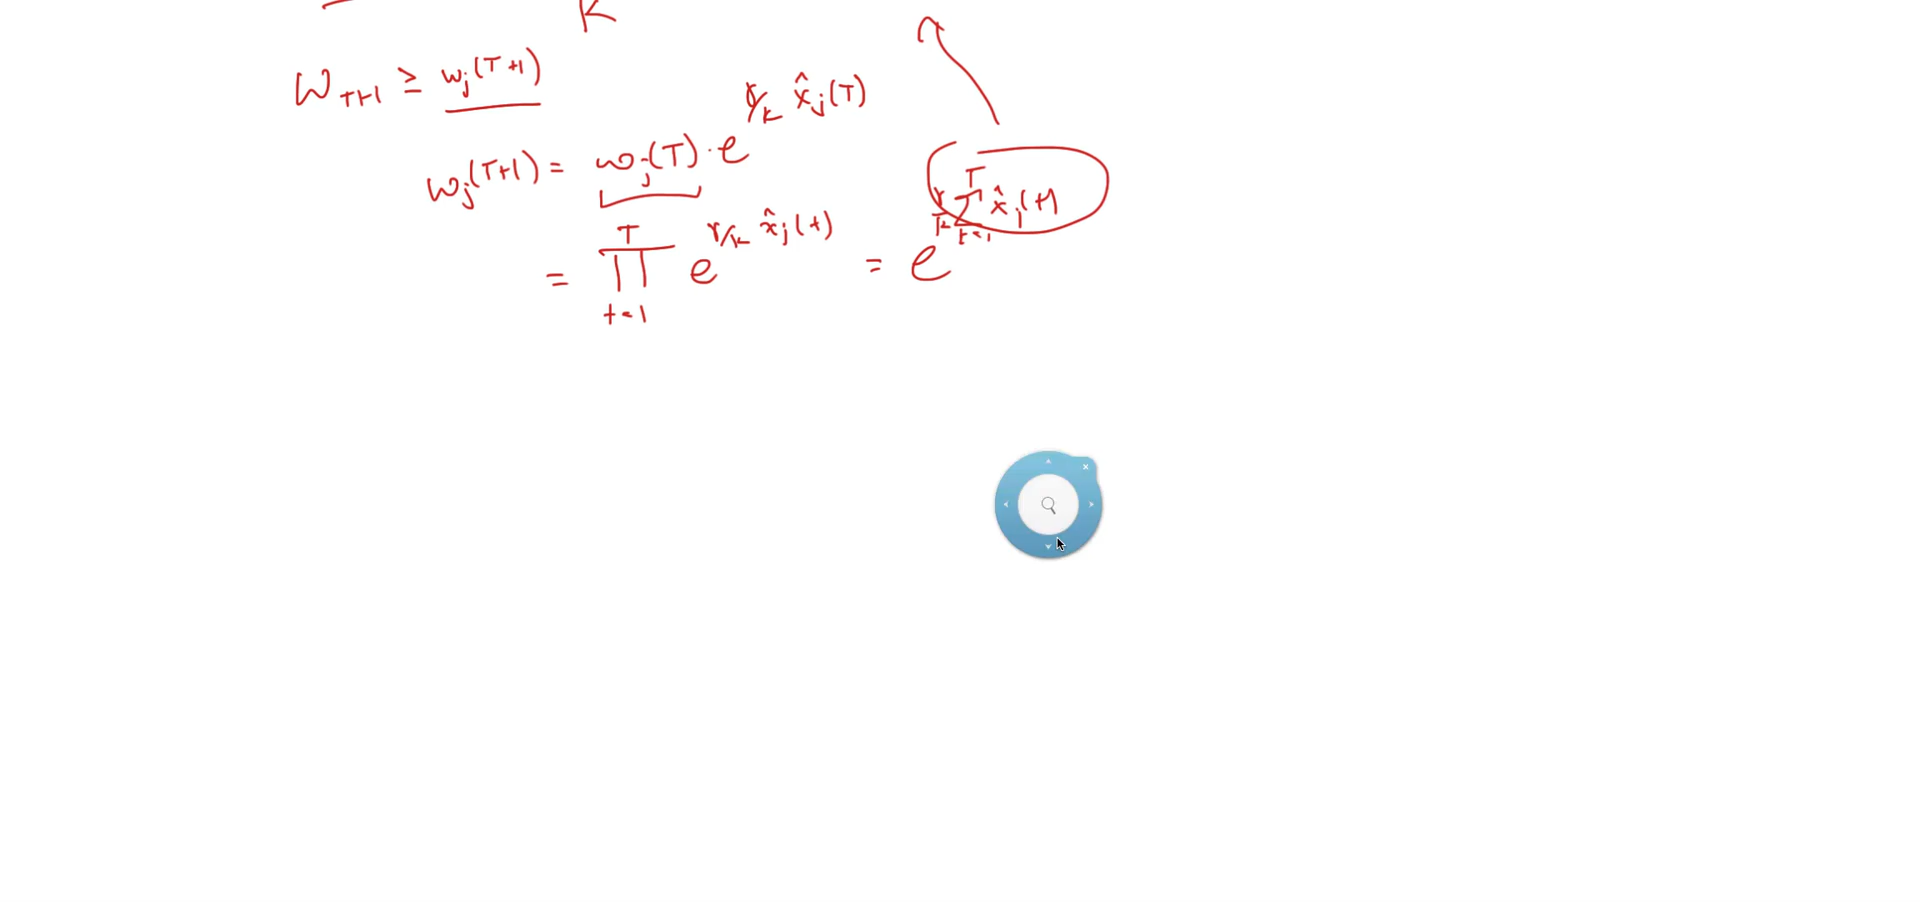 K
W_{T+1} ≥ w_j(T+1)
w_j(T+1) = w_j(T) · e^{γ/K x̂_j(T)}
= ∏_{t=1}^{T} e^{γ/K x̂_j(t)} = e^{γ/K ∑_{t=1}^{T} x̂_j(t)}